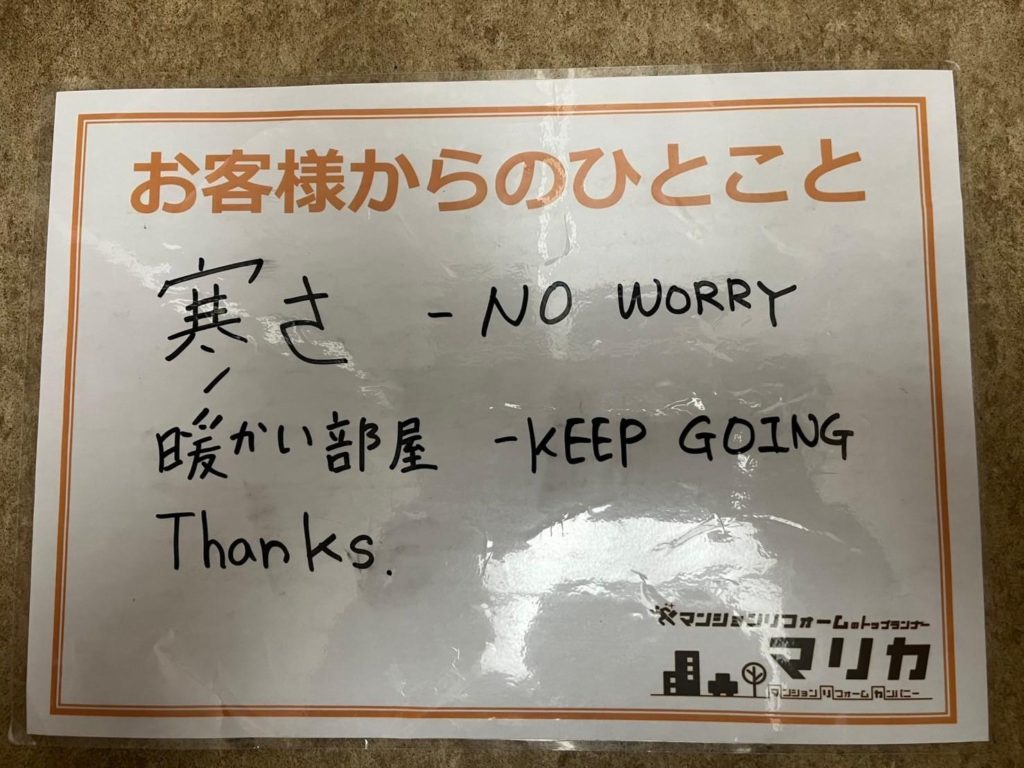 お客様からのひとこと
寒さ - NO WORRY
暖かい部屋 - KEEP GOING
Thanks.
マンションリフォームのトップランナー
マリカ
マンションリフォームカンパニー